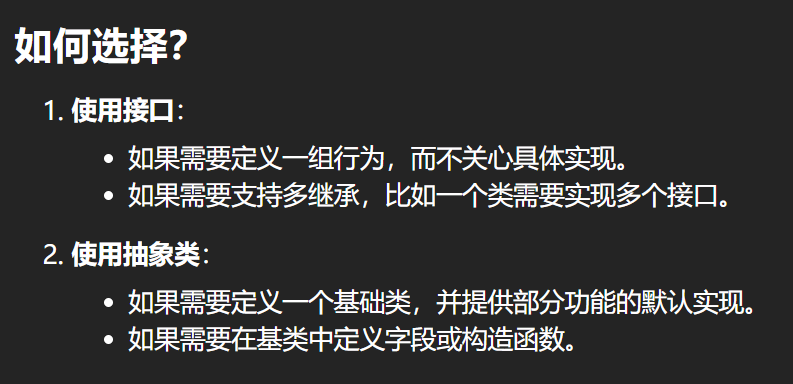 如何选择？
1. 使用接口：
• 如果需要定义一组行为，而不关心具体实现。
• 如果需要支持多继承，比如一个类需要实现多个接口。
2. 使用抽象类：
• 如果需要定义一个基础类，并提供部分功能的默认实现。
• 如果需要在基类中定义字段或构造函数。